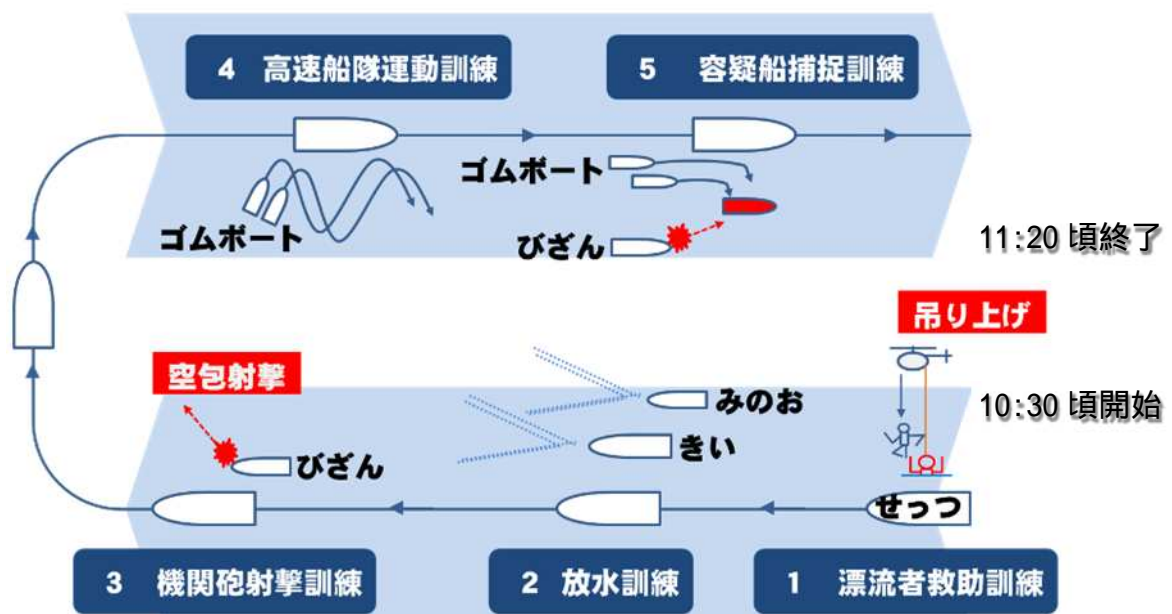 4 高速船隊運動訓練
5 容疑船捕捉訓練
ゴムボート
ゴムボート
びざん
11:20 頃終了
吊り上げ
空包射撃
みのお
10:30 頃開始
きい
びざん
せっつ
3 機関砲射撃訓練
2 放水訓練
1 漂流者救助訓練